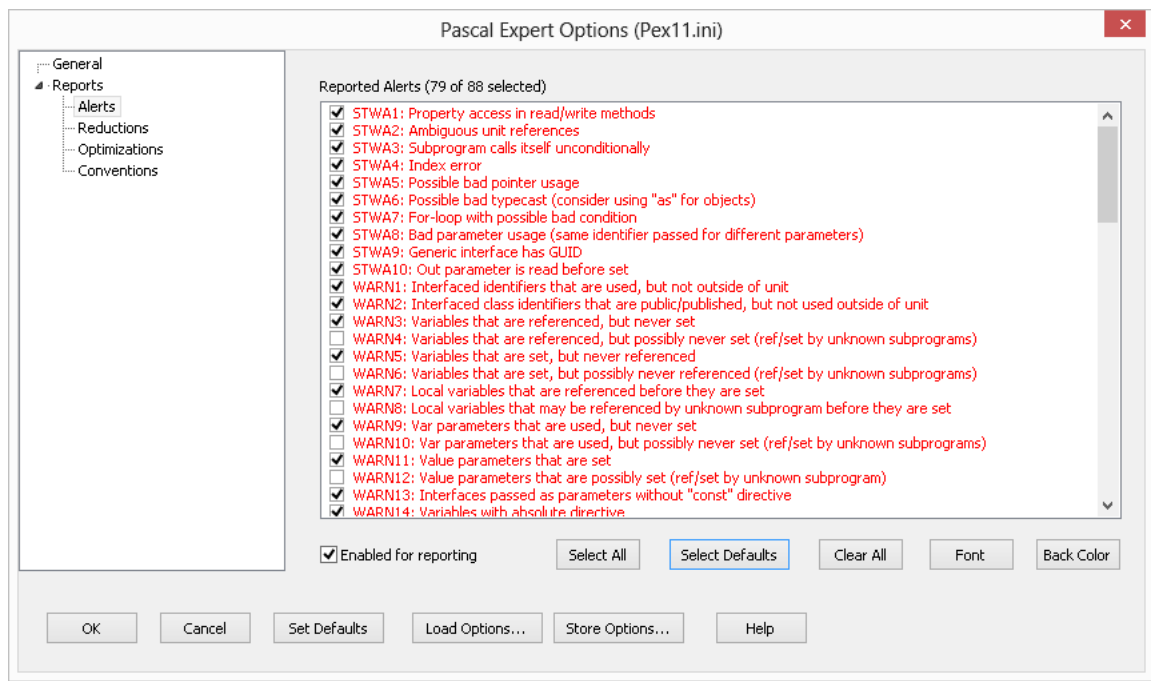 Pascal Expert Options (Pex11.ini)
General
Reports
Alerts
Reductions
Optimizations
Conventions
Reported Alerts (79 of 88 selected)
STWA1: Property access in read/write methods
STWA2: Ambiguous unit references
STWA3: Subprogram calls itself unconditionally
STWA4: Index error
STWA5: Possible bad pointer usage
STWA6: Possible bad typecast (consider using "as" for objects)
STWA7: For-loop with possible bad condition
STWA8: Bad parameter usage (same identifier passed for different parameters)
STWA9: Generic interface has GUID
STWA10: Out parameter is read before set
WARN1: Interfaced identifiers that are used, but not outside of unit
WARN2: Interfaced class identifiers that are public/published, but not used outside of unit
WARN3: Variables that are referenced, but never set
WARN4: Variables that are referenced, but possibly never set (ref/set by unknown subprograms)
WARN5: Variables that are set, but never referenced
WARN6: Variables that are set, but possibly never referenced (ref/set by unknown subprograms)
WARN7: Local variables that are referenced before they are set
WARN8: Local variables that may be referenced by unknown subprogram before they are set
WARN9: Var parameters that are used, but never set
WARN10: Var parameters that are used, but possibly never set (ref/set by unknown subprograms)
WARN11: Value parameters that are set
WARN12: Value parameters that are possibly set (ref/set by unknown subprogram)
WARN13: Interfaces passed as parameters without "const" directive
WARN14: Variables with absolute directive
Enabled for reporting
Select All
Select Defaults
Clear All
Font
Back Color
OK
Cancel
Set Defaults
Load Options...
Store Options...
Help